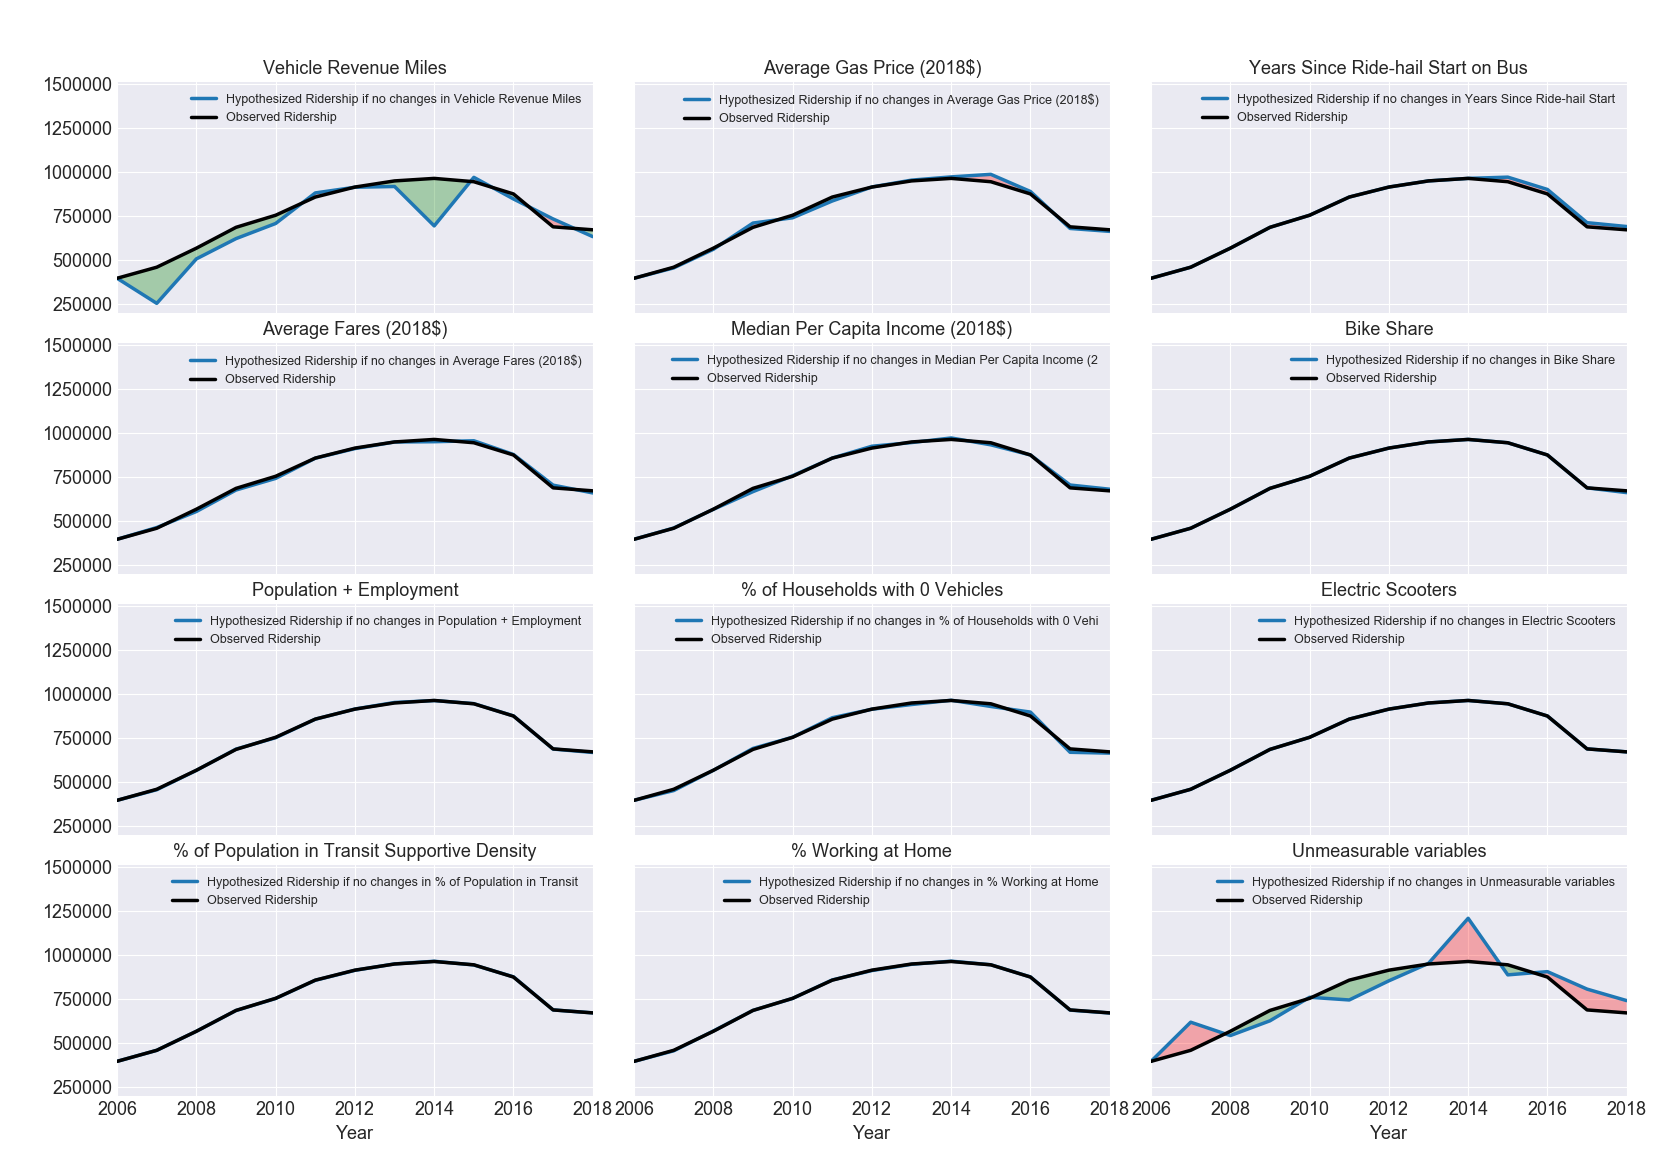 Vehicle Revenue Miles
1500000
1250000
1000000
750000
500000
250000
Hypothesized Ridership if no changes in Vehicle Revenue Miles
Observed Ridership
Average Gas Price (2018$)
Hypothesized Ridership if no changes in Average Gas Price (2018$)
Observed Ridership
Years Since Ride-hail Start on Bus
Hypothesized Ridership if no changes in Years Since Ride-hail Start
Observed Ridership
Average Fares (2018$)
1500000
1250000
1000000
750000
500000
250000
Hypothesized Ridership if no changes in Average Fares (2018$)
Observed Ridership
Median Per Capita Income (2018$)
Hypothesized Ridership if no changes in Median Per Capita Income (2
Observed Ridership
Bike Share
Hypothesized Ridership if no changes in Bike Share
Observed Ridership
Population + Employment
1500000
1250000
1000000
750000
500000
250000
Hypothesized Ridership if no changes in Population + Employment
Observed Ridership
% of Households with 0 Vehicles
Hypothesized Ridership if no changes in % of Households with 0 Vehi
Observed Ridership
Electric Scooters
Hypothesized Ridership if no changes in Electric Scooters
Observed Ridership
% of Population in Transit Supportive Density
1500000
1250000
1000000
750000
500000
250000
Hypothesized Ridership if no changes in % of Population in Transit
Observed Ridership
2006 2008 2010 2012 2014 2016 2018
Year
% Working at Home
Hypothesized Ridership if no changes in % Working at Home
Observed Ridership
2006 2008 2010 2012 2014 2016 2018
Year
Unmeasurable variables
Hypothesized Ridership if no changes in Unmeasurable variables
Observed Ridership
2006 2008 2010 2012 2014 2016 2018
Year